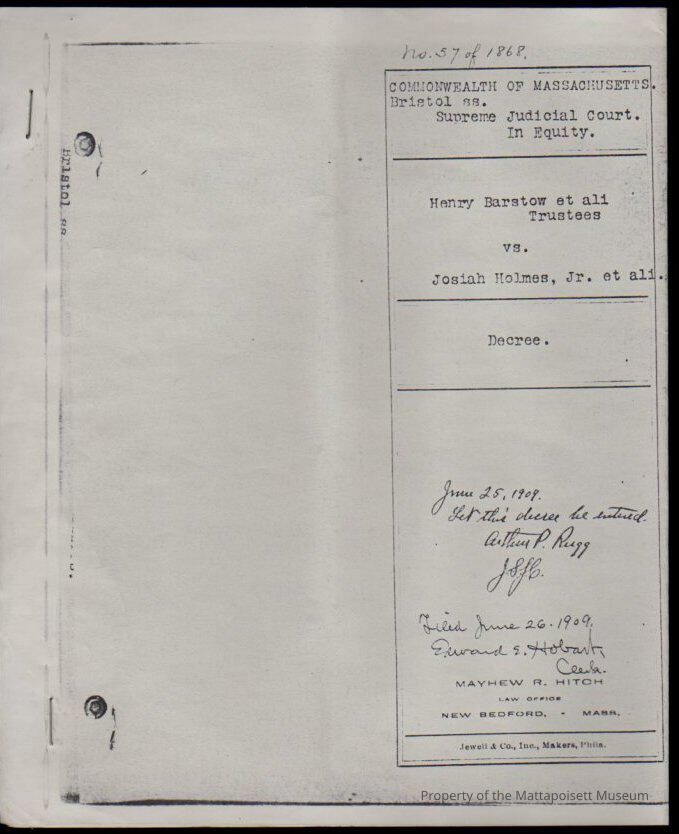 No. 57 of 1868.
COMMONWEALTH OF MASSACHUSETTS.
Bristol ss.
Supreme Judicial Court.
In Equity.
Bristol ss
Henry Barstow et ali
Trustees
vs.
Josiah Holmes, Jr. et ali.
Decree.
June 25, 1909.
Let this decree be entered.
Arthur P. Rugg
J.S.J.C.
Filed June 26. 1909.
Edward E. Hobart,
Clerk.
MAYHEW R. HITCH
LAW OFFICE
NEW BEDFORD, - MASS.
Jewell & Co., Inc., Makers, Phila.
Property of the Mattapoisett Museum